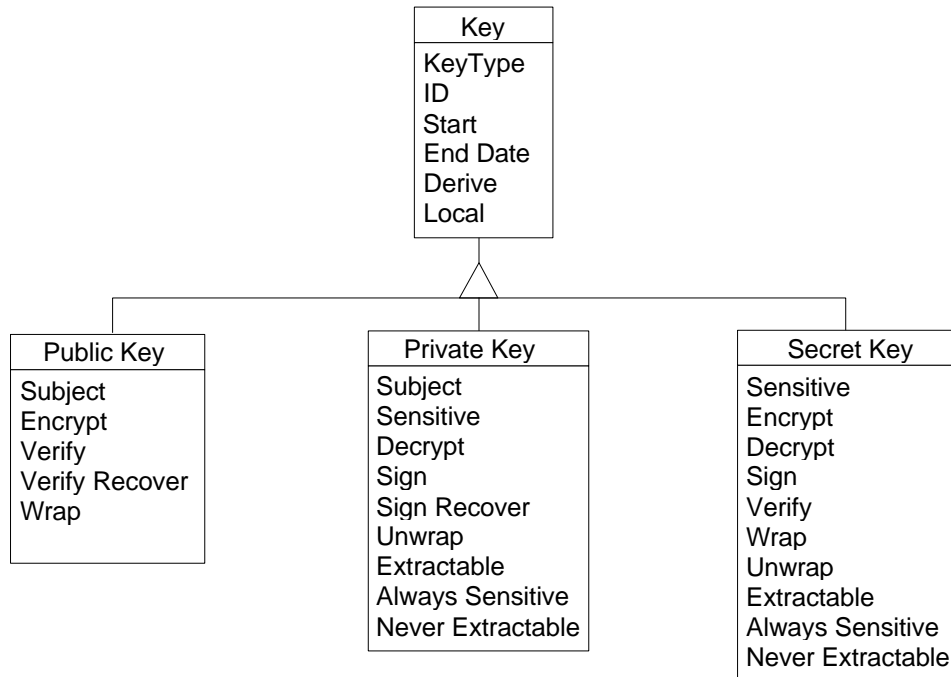 Key
KeyType
ID
Start
End Date
Derive
Local
Public Key
Subject
Encrypt
Verify
Verify Recover
Wrap
Private Key
Subject
Sensitive
Decrypt
Sign
Sign Recover
Unwrap
Extractable
Always Sensitive
Never Extractable
Secret Key
Sensitive
Encrypt
Decrypt
Sign
Verify
Wrap
Unwrap
Extractable
Always Sensitive
Never Extractable